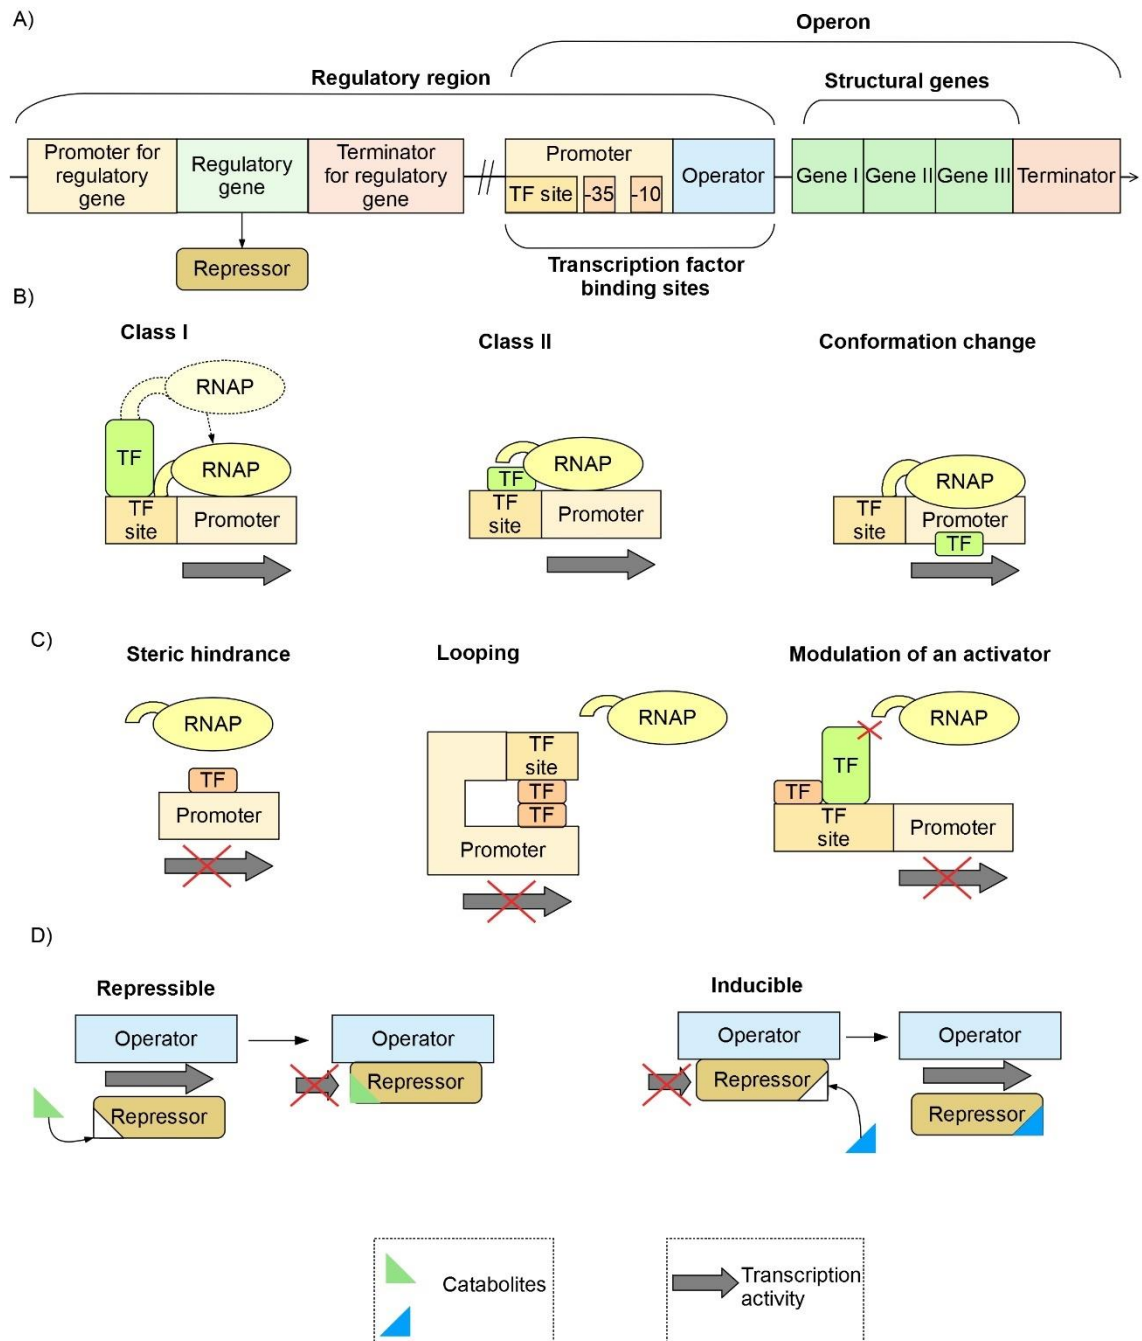 A)
Operon
Regulatory region
Structural genes
Promoter for
regulatory
gene
Regulatory
gene
Terminator
for regulatory
gene
Promoter
TF site
-35
-10
Operator
Gene I
Gene II
Gene III
Terminator
Repressor
Transcription factor
binding sites
B)
Class I
Class II
Conformation change
RNAP
TF
RNAP
TF
site
Promoter
RNAP
TF
TF
site
Promoter
RNAP
TF
site
Promoter
TF
C)
Steric hindrance
Looping
Modulation of an activator
RNAP
TF
Promoter
RNAP
TF
site
TF
TF
Promoter
RNAP
TF
TF
TF
site
Promoter
D)
Repressible
Inducible
Operator
Repressor
Operator
Repressor
Operator
Repressor
Operator
Repressor
Catabolites
Transcription
activity